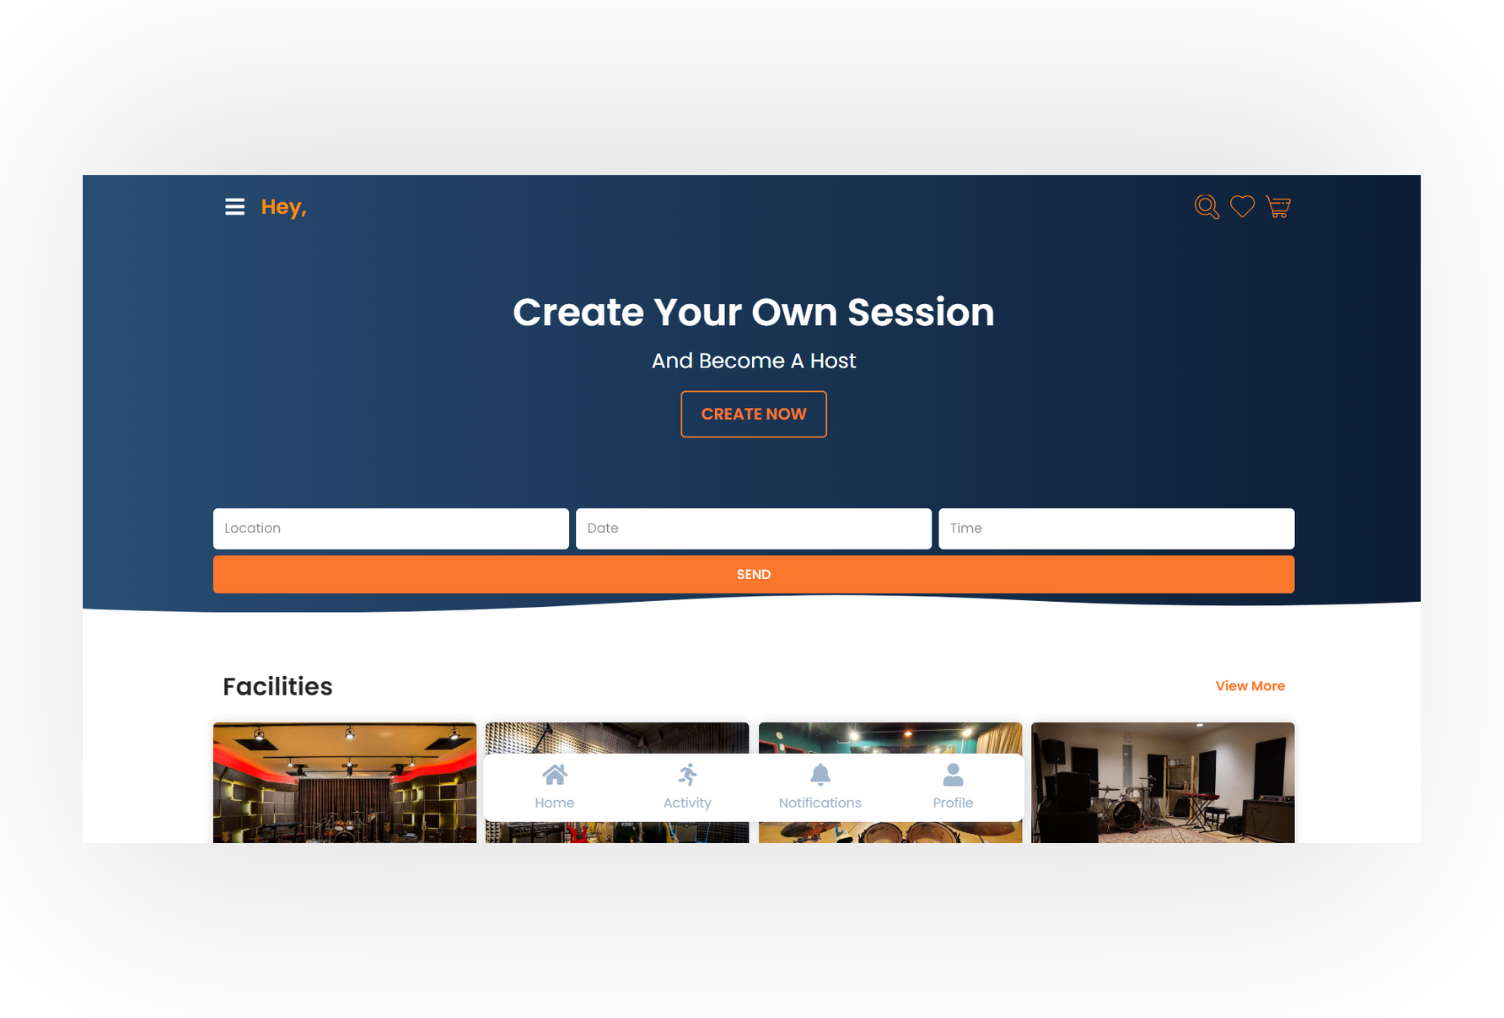 Hey,
Create Your Own Session
And Become A Host
CREATE NOW
Location Date Time
SEND
Facilities View More
Home Activity Notifications Profile